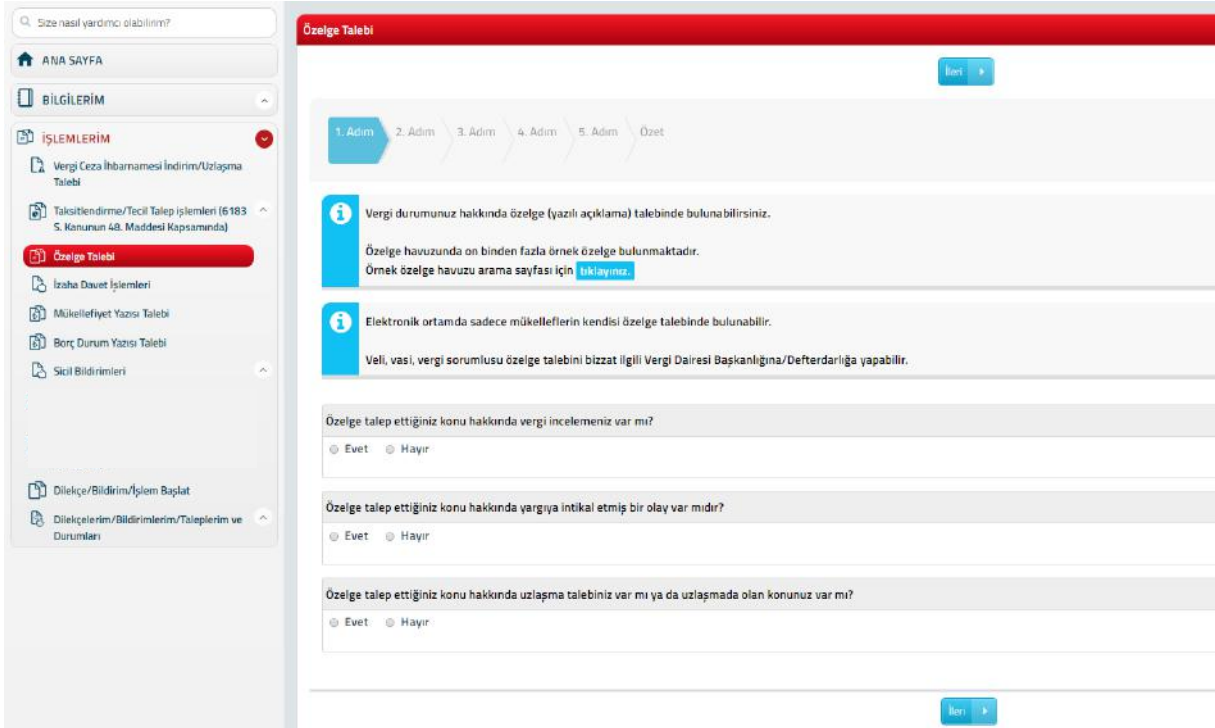 Size nasıl yardımcı olabilirim?
ANA SAYFA
BİLGİLERİM
İŞLEMLERİM
Vergi Ceza İhbarnamesi İndirim/Uzlaşma
Talebi
Taksitlendirme/Tecil Talep işlemleri (6183
S. Kanunun 48. Maddesi Kapsamında)
Özelge Talebi
İzaha Davet İşlemleri
Mükellefiyet Yazısı Talebi
Borç Durum Yazısı Talebi
Sicil Bildirimleri
Dilekçe/Bildirim/İşlem Başlat
Dilekçelerim/Bildirimlerim/Taleplerim ve
Durumları
Özelge Talebi
İleri
1. Adım 2. Adım 3. Adım 4. Adım 5. Adım Özet
Vergi durumunuz hakkında özelge (yazılı açıklama) talebinde bulunabilirsiniz.
Özelge havuzunda on binden fazla örnek özelge bulunmaktadır.
Örnek özelge havuzu arama sayfası için tıklayınız.
Elektronik ortamda sadece mükelleflerin kendisi özelge talebinde bulunabilir.
Veli, vasi, vergi sorumlusu özelge talebini bizzat ilgili Vergi Dairesi Başkanlığına/Defterdarlığa yapabilir.
Özelge talep ettiğiniz konu hakkında vergi incelemeniz var mı?
Evet Hayır
Özelge talep ettiğiniz konu hakkında yargıya intikal etmiş bir olay var mıdır?
Evet Hayır
Özelge talep ettiğiniz konu hakkında uzlaşma talebiniz var mı ya da uzlaşmada olan konunuz var mı?
Evet Hayır
İleri